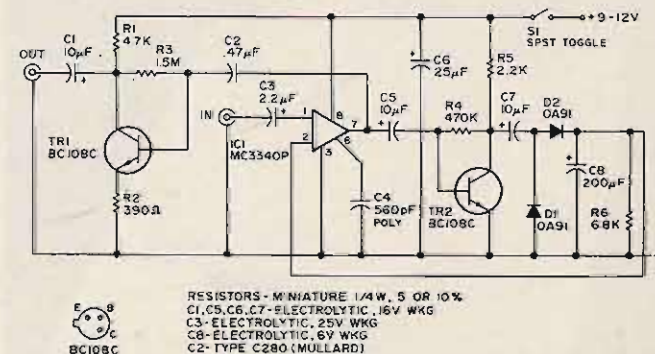 OUT
C1
10µF
+
R1
4.7K
R3
1.5M
C2
.47µF
C3
2.2µF
+
IN
IC1
MC3340P
1
2
3
6
7
8
C4
560pF
POLY
C5
10µF
+
C6
25µF
+
R4
470K
R5
2.2K
C7
10µF
+
S1
SPST TOGGLE
+9-12V
D2
0A91
C8
200µF
+
D1
0A91
R6
6.8K
TR1
BC108C
R2
390Ω
TR2
BC108C
E
B
C
BC108C
RESISTORS - MINIATURE 1/4W, 5 OR 10%
C1,C5,C6,C7-ELECTROLYTIC, 16V WKG
C3-ELECTROLYTIC, 25V WKG
C8-ELECTROLYTIC, 6V WKG
C2-TYPE C280 (MULLARD)